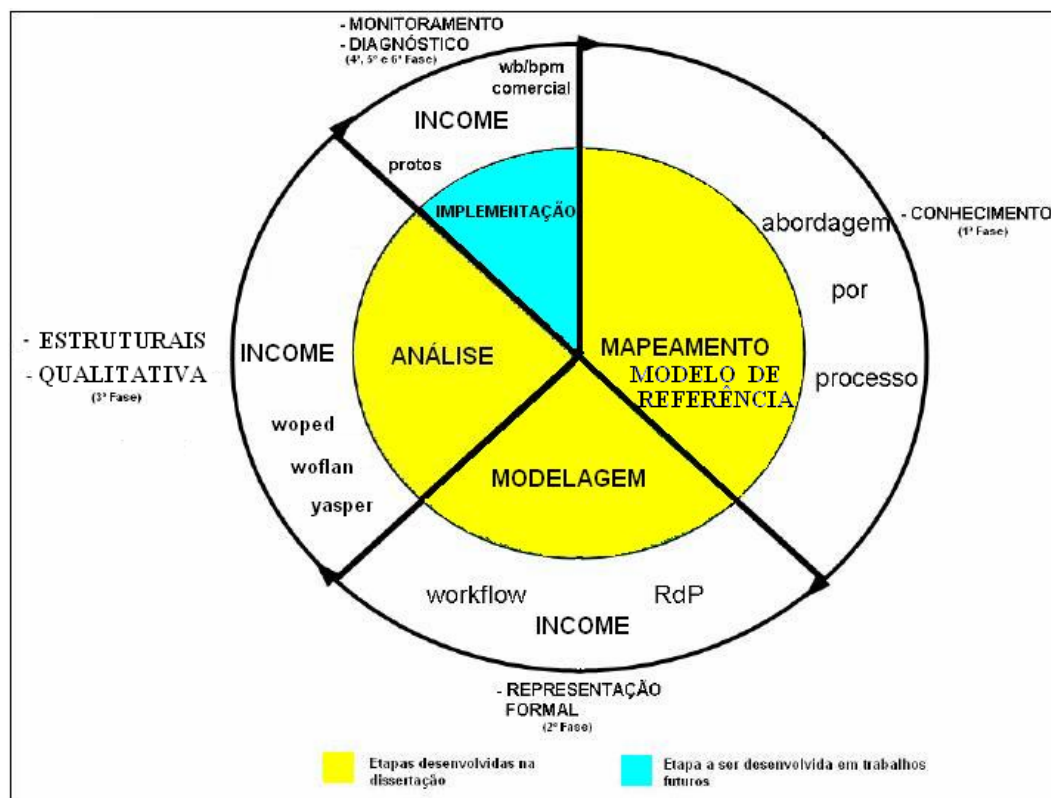 - MONITORAMENTO
- DIAGNÓSTICO
(4ª, 5ª e 6ª Fase)
wb/bpm
comercial
INCOME
protos
IMPLEMENTAÇÃO
abordagem
- CONHECIMENTO
(1ª Fase)
por
processo
MAPEAMENTO
MODELO DE
REFERÊNCIA
- ESTRUTURAIS
- QUALITATIVA
(3ª Fase)
INCOME
ANÁLISE
woped
woflan
yasper
MODELAGEM
workflow
RdP
INCOME
- REPRESENTAÇÃO
FORMAL
(2ª Fase)
Etapas desenvolvidas na
dissertação
Etapa a ser desenvolvida em trabalhos
futuros